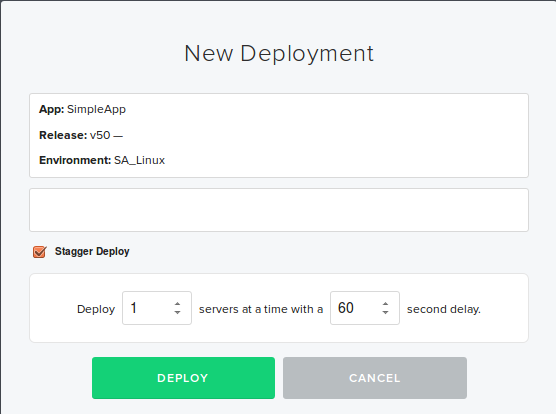 New Deployment
App: SimpleApp
Release: v50 —
Environment: SA_Linux
Stagger Deploy
Deploy 1 servers at a time with a 60 second delay.
DEPLOY CANCEL